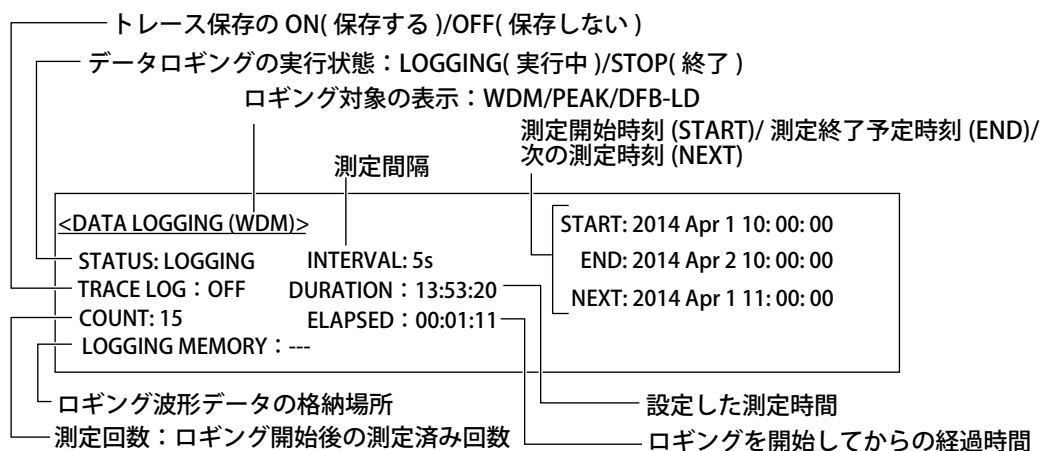 トレース保存の ON( 保存する )/OFF( 保存しない )
データロギングの実行状態：LOGGING( 実行中 )/STOP( 終了 )
ロギング対象の表示：WDM/PEAK/DFB-LD
測定開始時刻 (START)/ 測定終了予定時刻 (END)/
次の測定時刻 (NEXT)
測定間隔
<DATA LOGGING (WDM)>
STATUS: LOGGING
INTERVAL: 5s
TRACE LOG：OFF
DURATION：13:53:20
COUNT: 15
ELAPSED：00:01:11
LOGGING MEMORY：---
START: 2014 Apr 1 10: 00: 00
END: 2014 Apr 2 10: 00: 00
NEXT: 2014 Apr 1 11: 00: 00
ロギング波形データの格納場所
設定した測定時間
測定回数：ロギング開始後の測定済み回数
ロギングを開始してからの経過時間